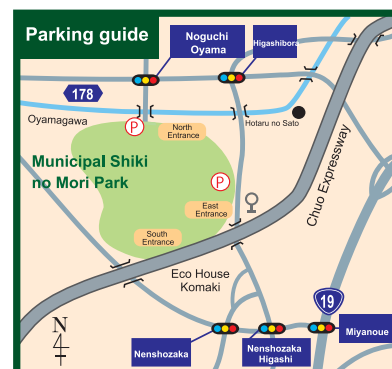 Parking guide
Noguchi
Oyama
Higashibora
178
Oyamagawa
P
North
Entrance
Hotaru no Sato
Municipal Shiki
no Mori Park
P
East
Entrance
South
Entrance
Chuo Expressway
Eco House
Komaki
19
N
4
Nenshozaka
Nenshozaka
Higashi
Miyanoue